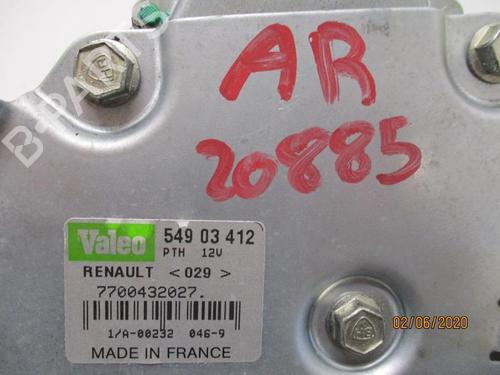 AR
20885
B-PARTS
Valeo 549 03 412
PTH 12V
RENAULT <029>
7700432027.
1/A-00232 046-9
MADE IN FRANCE
02/06/2020